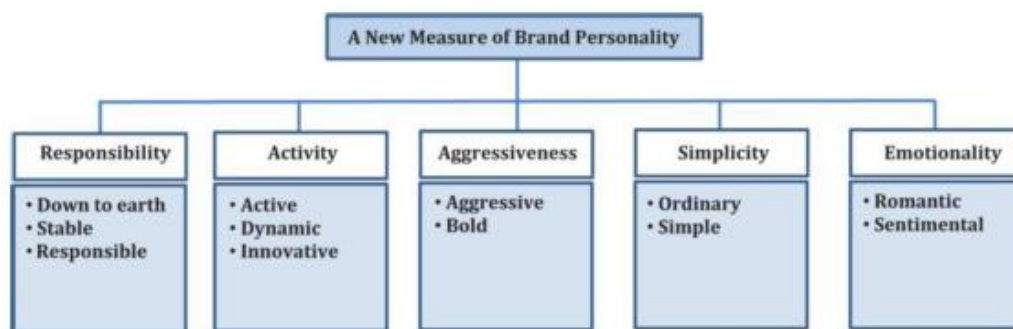 A New Measure of Brand Personality
Responsibility
• Down to earth
• Stable
• Responsible
Activity
• Active
• Dynamic
• Innovative
Aggressiveness
• Aggressive
• Bold
Simplicity
• Ordinary
• Simple
Emotionality
• Romantic
• Sentimental